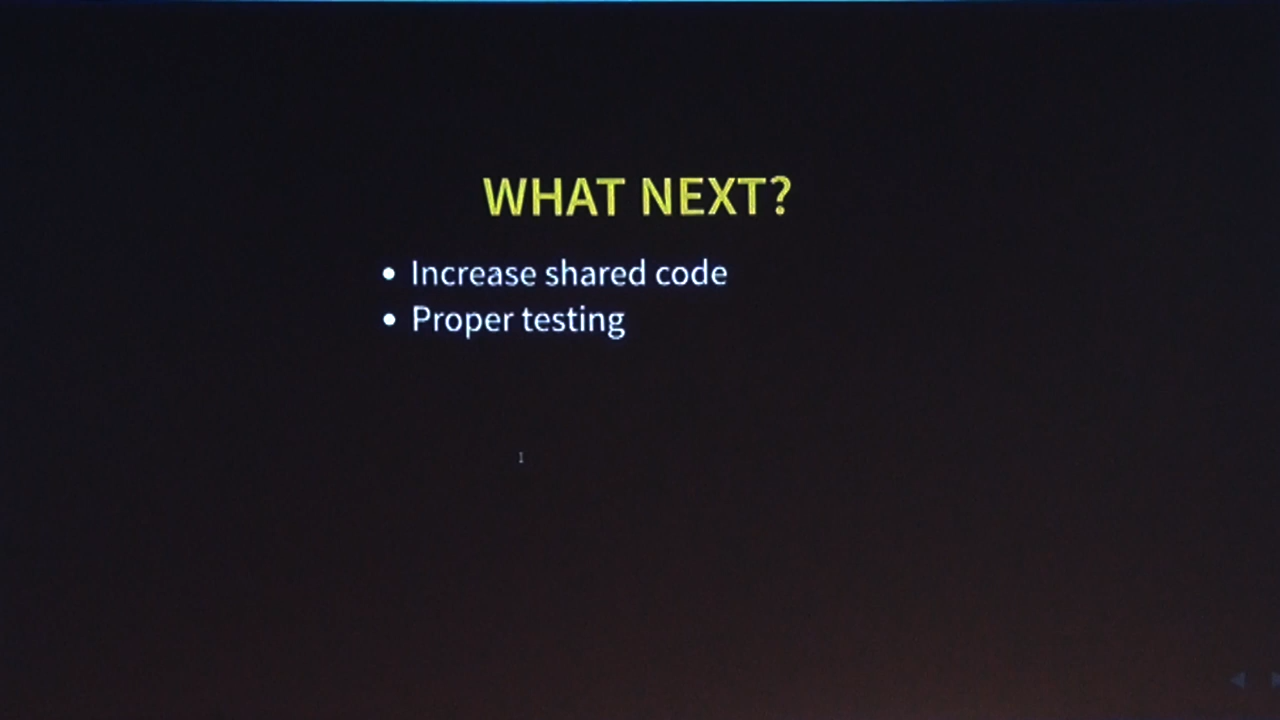 WHAT NEXT?
• Increase shared code
• Proper testing